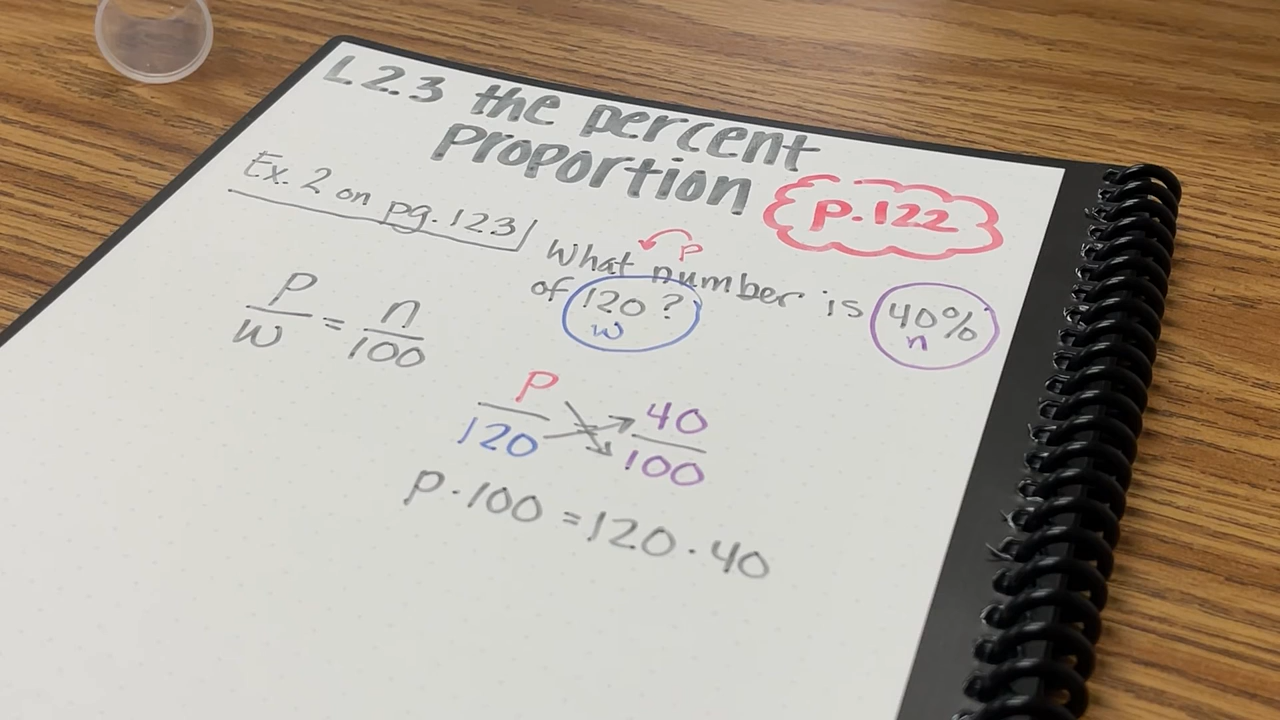 L.2.3 the percent
proportion
p.122
Ex. 2 on pg. 123
P
What number is 40%
of 120?
w
n
P/w = n/100
P/120 40/100
p · 100 = 120 · 40